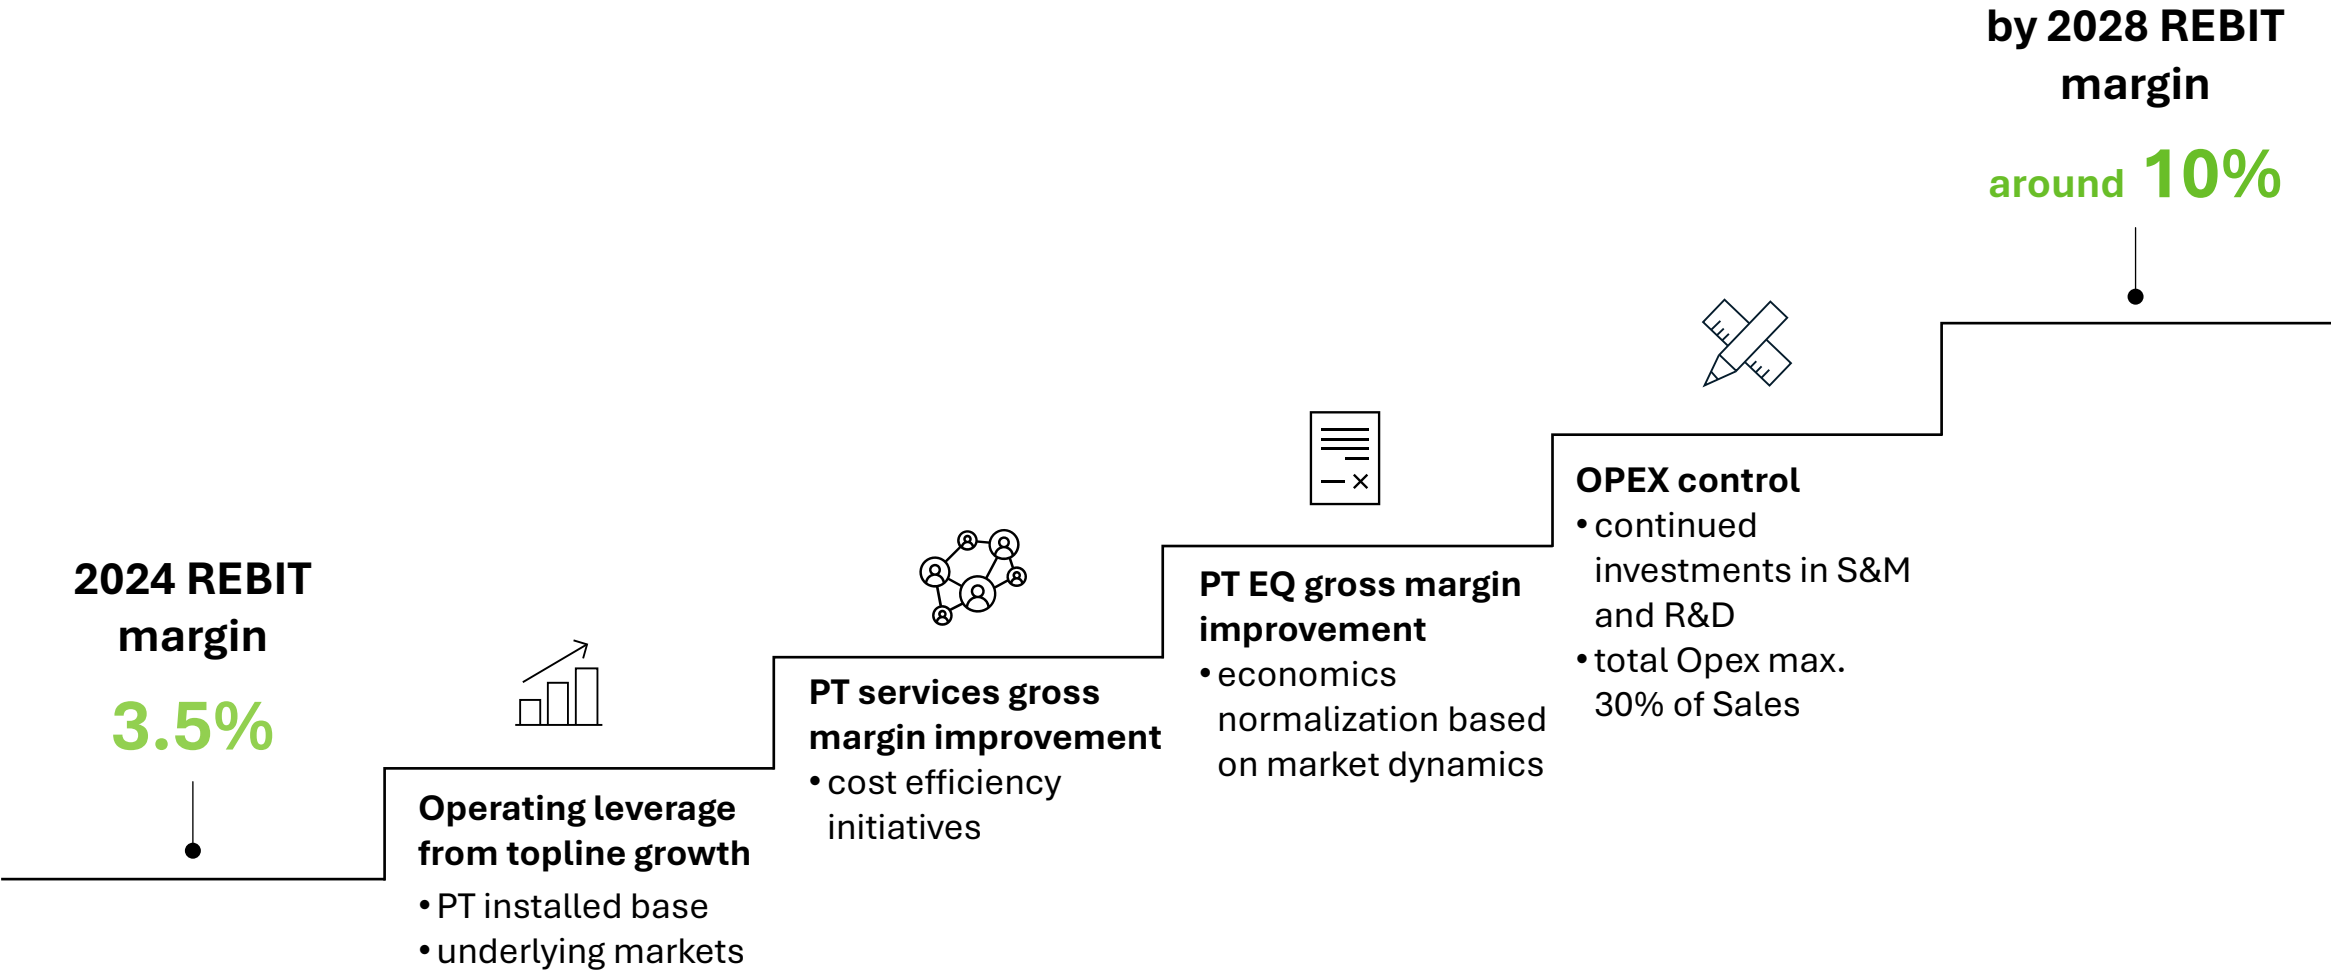 2024 REBIT
margin
3.5%
Operating leverage
from topline growth
• PT installed base
• underlying markets
PT services gross
margin improvement
• cost efficiency
initiatives
PT EQ gross margin
improvement
• economics
normalization based
on market dynamics
OPEX control
• continued
investments in S&M
and R&D
• total Opex max.
30% of Sales
by 2028 REBIT
margin
around 10%